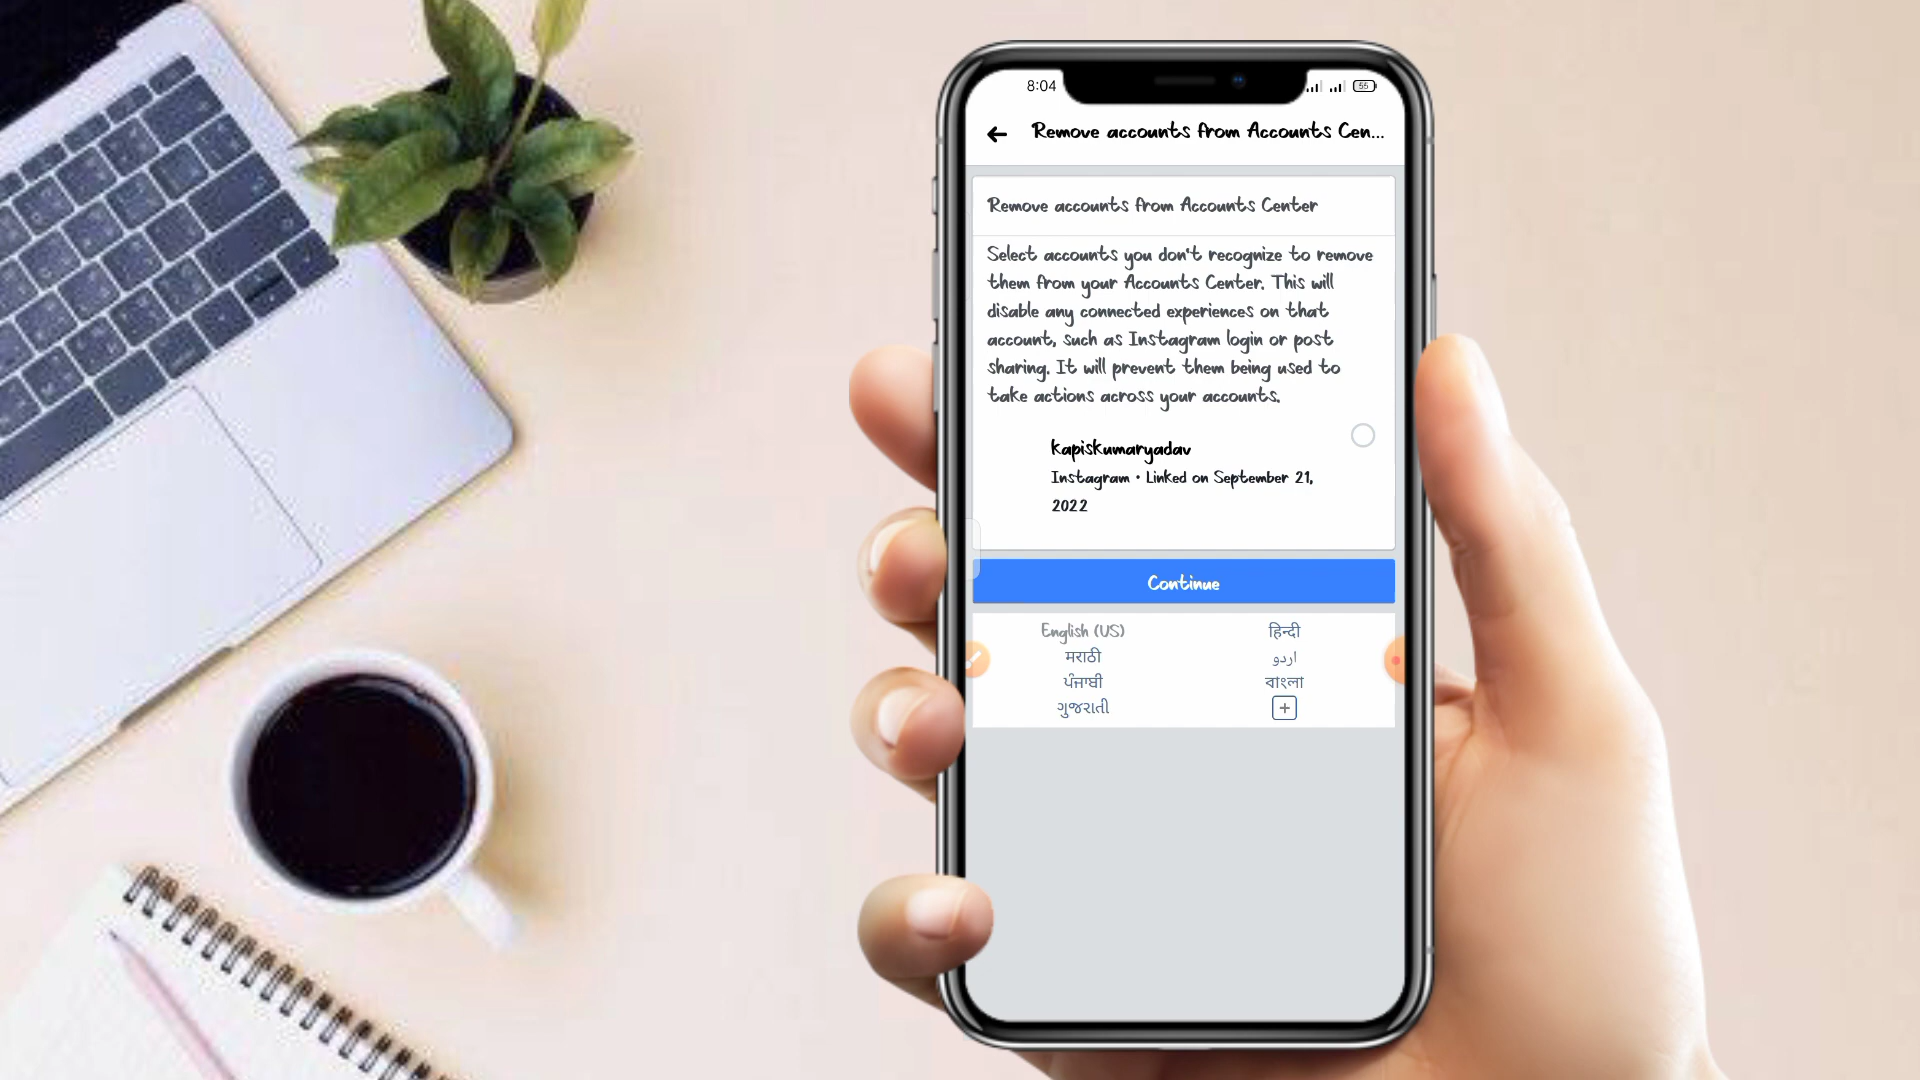 8:04
55
Remove accounts from Accounts Cen...
Remove accounts from Accounts Center
Select accounts you don't recognize to remove
them from your Accounts Center. This will
disable any connected experiences on that
account, such as Instagram login or post
sharing. It will prevent them being used to
take actions across your accounts.
kapiskumaryadav
Instagram • Linked on September 21,
2022
Continue
English (US)
हिन्दी
मराठी
اردو
ਪੰਜਾਬੀ
বাংলা
ગુજરાતી
+